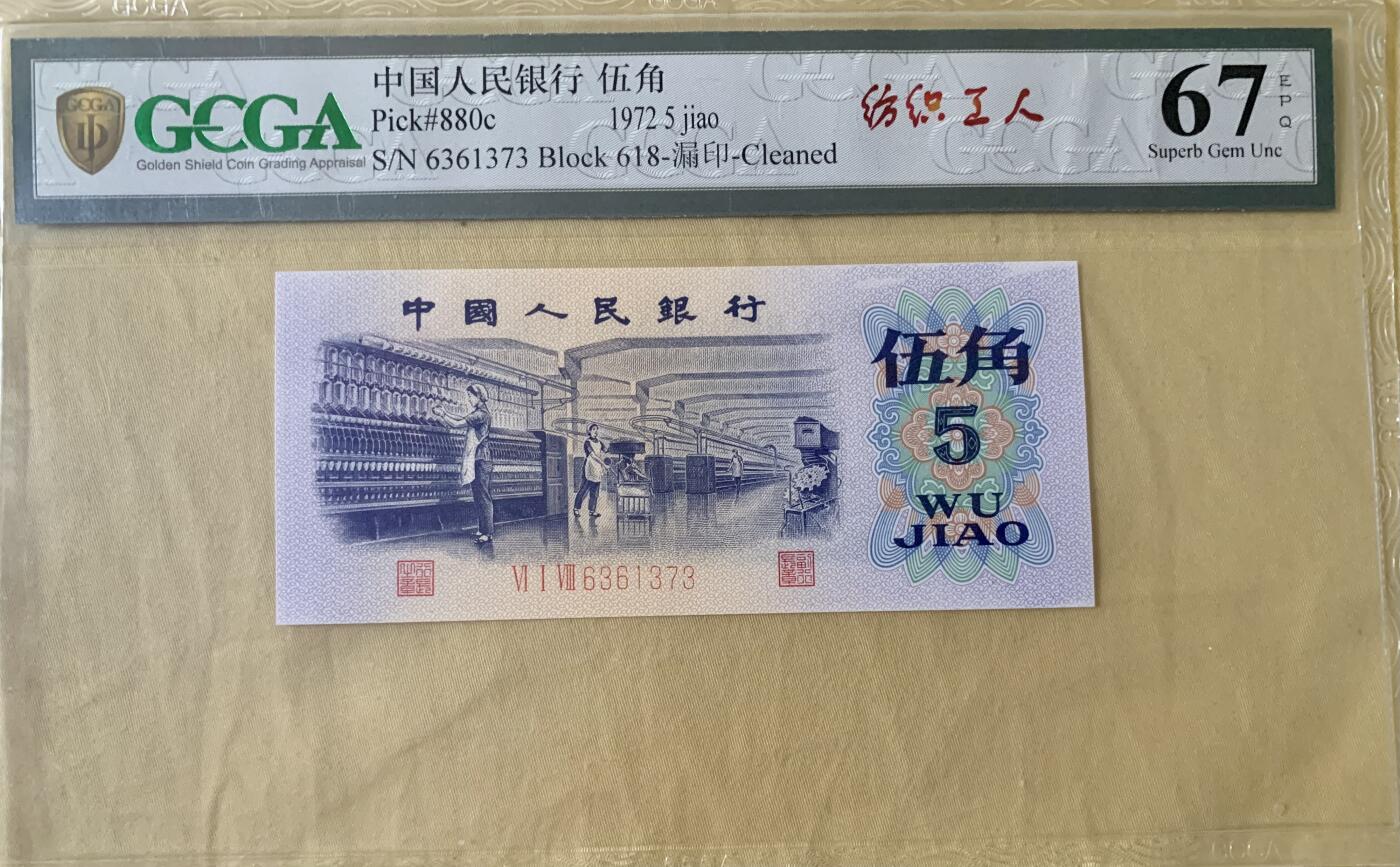 GCGA
GCGA
Golden Shield Coin Grading Appraisal
中国人民银行 伍角
Pick#880c 1972 5 jiao
S/N 6361373 Block 618-漏印-Cleaned
纺织工人
67
EPQ
Superb Gem Unc
中國人民銀行
伍角
5
WU
JIAO
VI I VIII 6361373